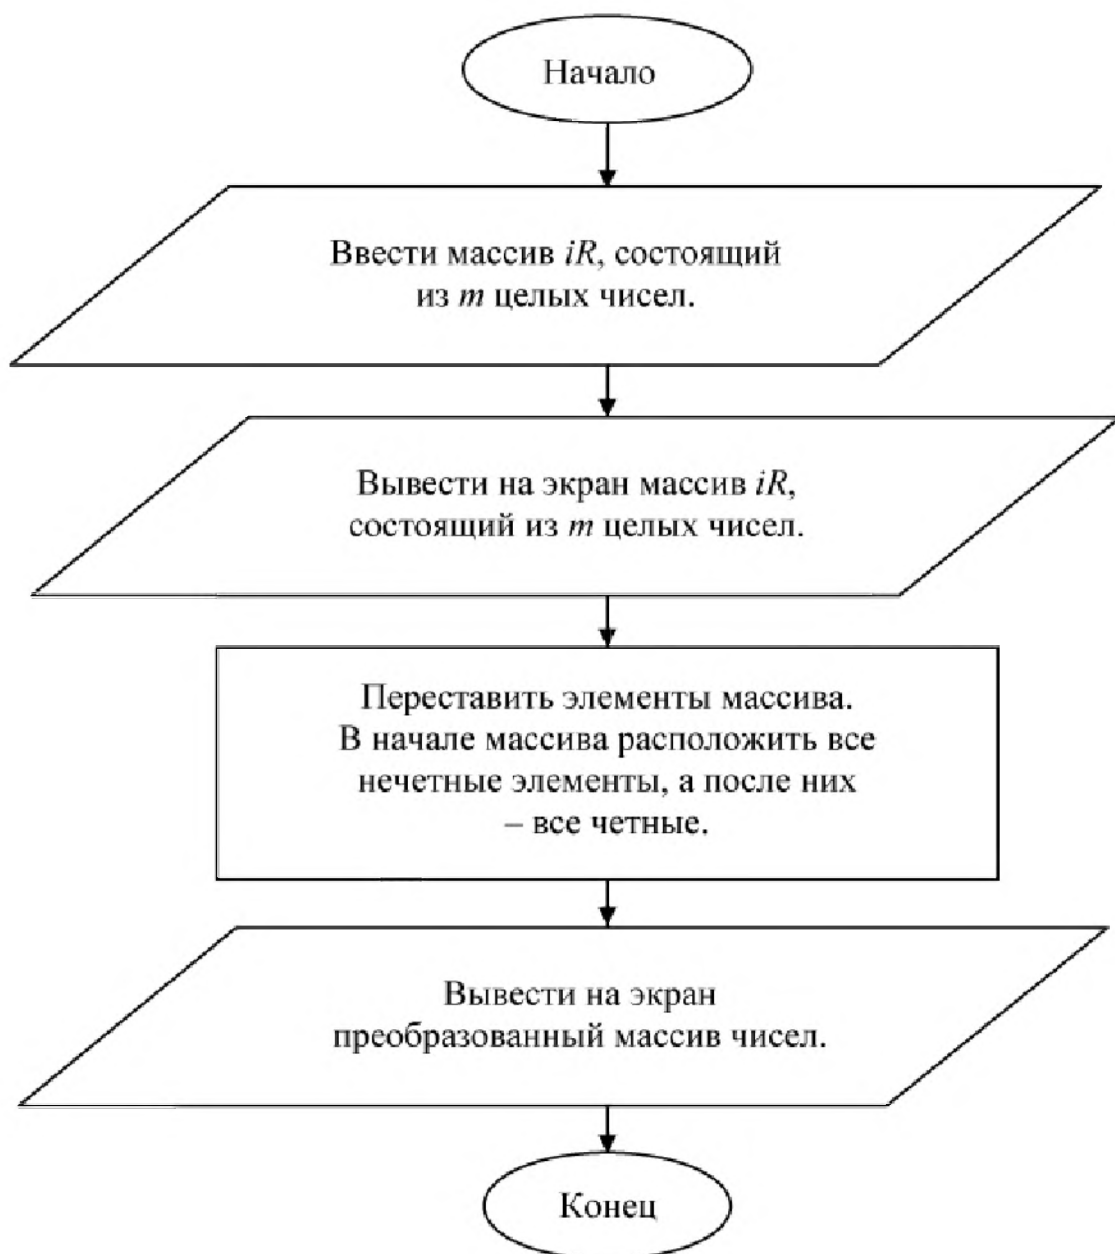 Начало
Ввести массив iR, состоящий
из m целых чисел.
Вывести на экран массив iR,
состоящий из m целых чисел.
Переставить элементы массива.
В начале массива расположить все
нечетные элементы, а после них
– все четные.
Вывести на экран
преобразованный массив чисел.
Конец